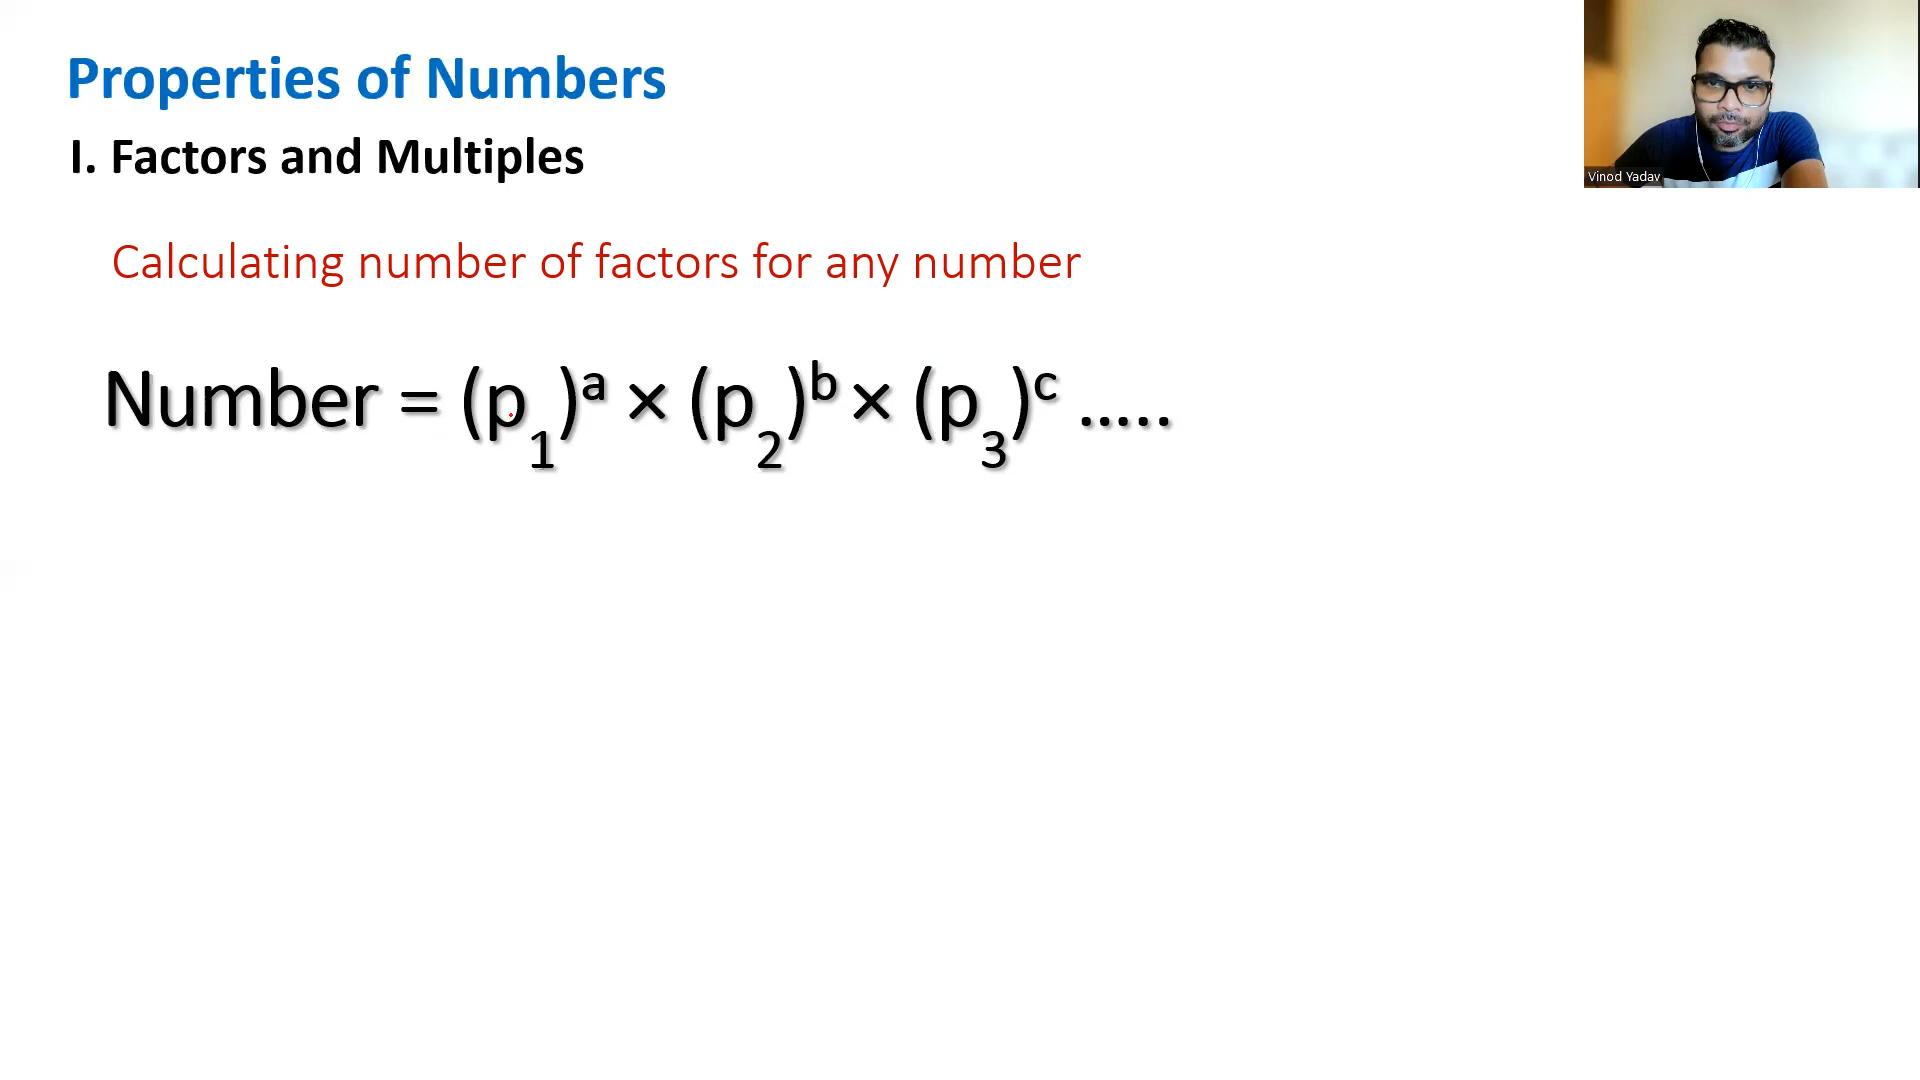 Properties of Numbers
I. Factors and Multiples
Vinod Yadav
Calculating number of factors for any number
Number = (p₁)ᵃ × (p₂)ᵇ × (p₃)ᶜ .....